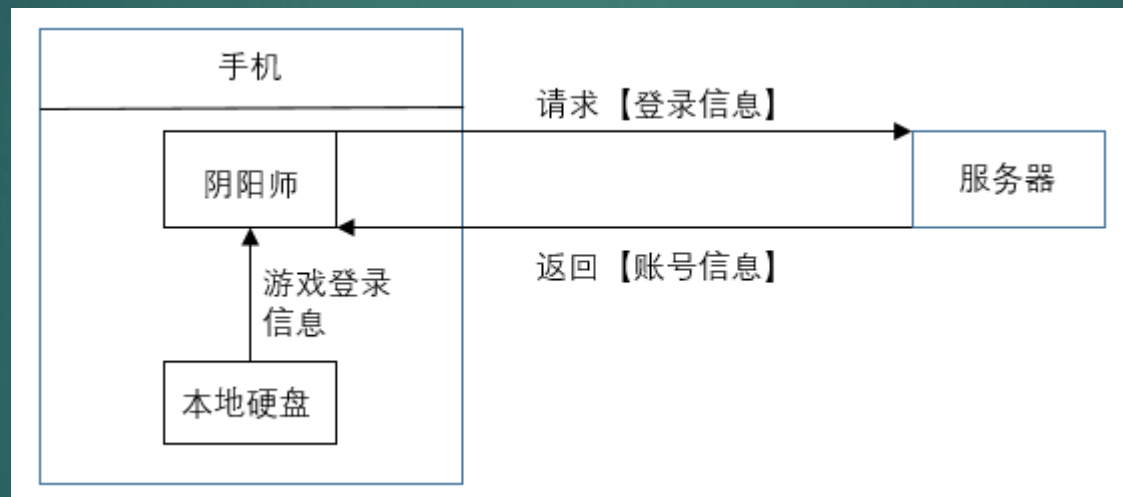 手机
请求【登录信息】
阴阳师
服务器
返回【账号信息】
游戏登录
信息
本地硬盘